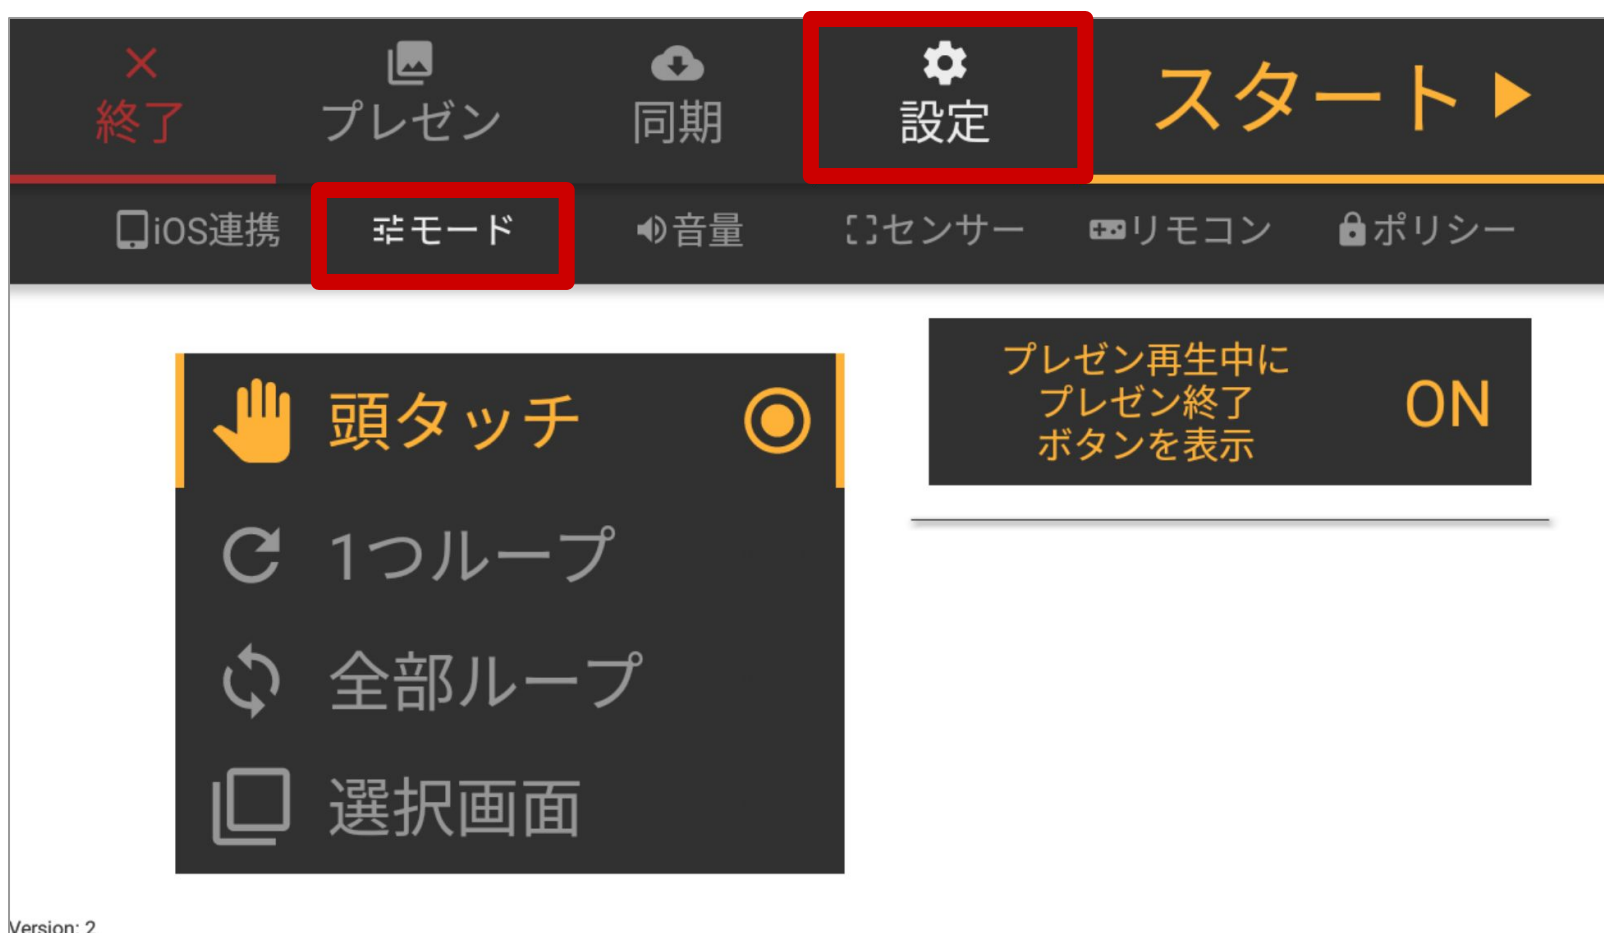 終了
プレゼン
同期
設定
スタート
iOS連携
モード
音量
センサー
リモコン
ポリシー
頭タッチ
1つループ
全部ループ
選択画面
プレゼン再生中に
プレゼン終了
ボタンを表示
ON
Version: 2